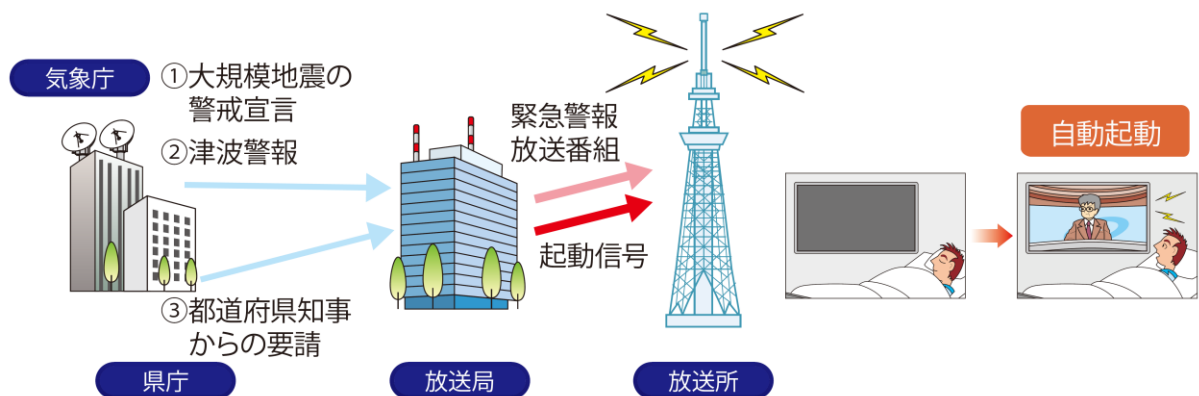 気象庁
①大規模地震の
警戒宣言
②津波警報
③都道府県知事
からの要請
県庁
放送局
緊急警報
放送番組
起動信号
放送所
自動起動